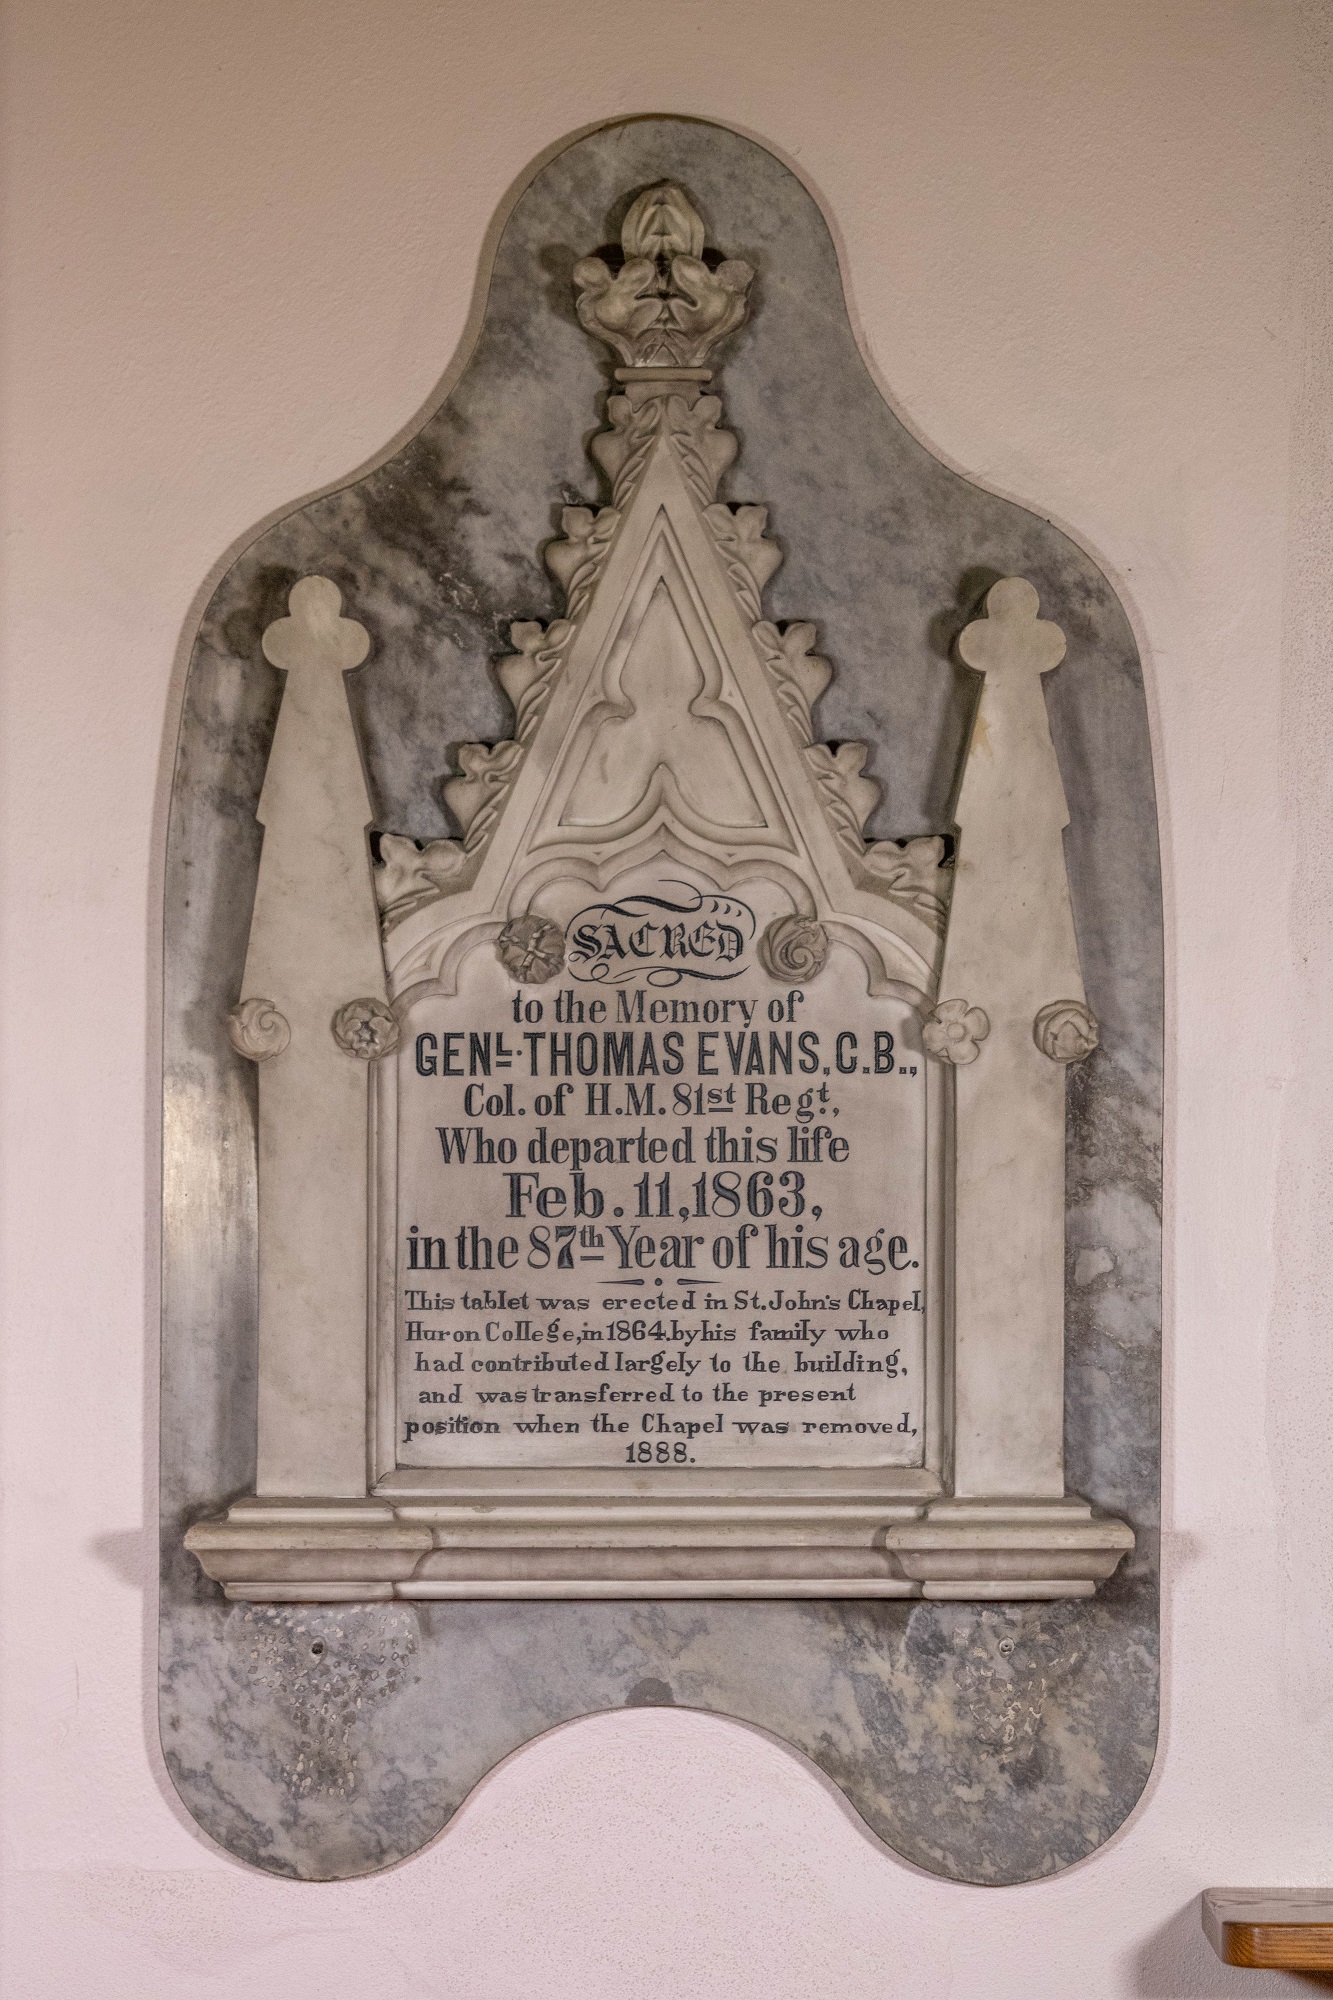 SACRED
to the Memory of
GENL. THOMAS EVANS, C.B.,
Col. of H.M. 81st Regt.,
Who departed this life
Feb. 11, 1863,
in the 87th Year of his age.
This tablet was erected in St. John's Chapel,
Huron College, in 1864. by his family who
had contributed largely to the building,
and was transferred to the present
position when the Chapel was removed,
1888.